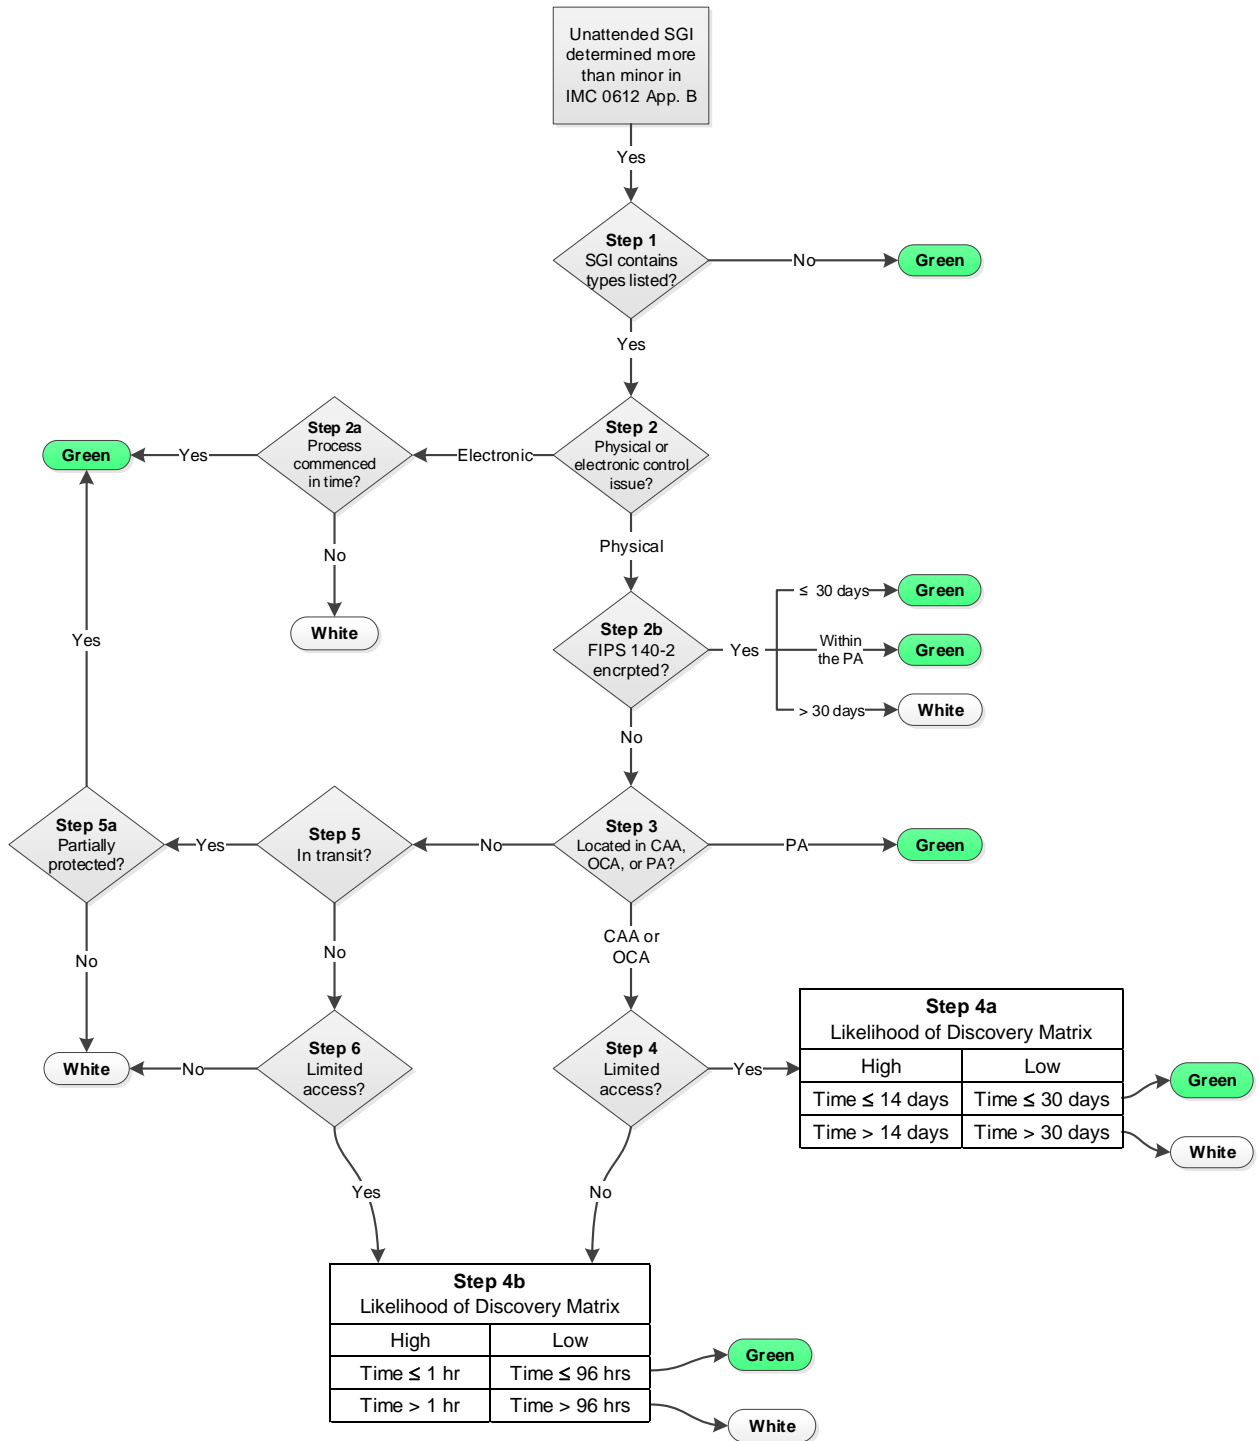 Unattended SGI
determined more
than minor in
IMC 0612 App. B
Yes
Step 1
SGI contains
types listed?
No
Green
Yes
Step 2
Physical or
electronic control
issue?
Electronic
Step 2a
Process
commenced
in time?
Yes
Green
No
White
Physical
Step 2b
FIPS 140-2
encrpted?
Yes
≤ 30 days
Green
Within
the PA
Green
> 30 days
White
No
Step 3
Located in CAA,
OCA, or PA?
PA
Green
No
Step 5
In transit?
Yes
Step 5a
Partially
protected?
Yes
No
White
No
Step 6
Limited
access?
No
Yes
CAA or
OCA
Step 4
Limited
access?
Yes
Step 4a
Likelihood of Discovery Matrix
High Low
Time ≤ 14 days Time ≤ 30 days
Time > 14 days Time > 30 days
Green
White
No
Step 4b
Likelihood of Discovery Matrix
High Low
Time ≤ 1 hr Time ≤ 96 hrs
Time > 1 hr Time > 96 hrs
Green
White